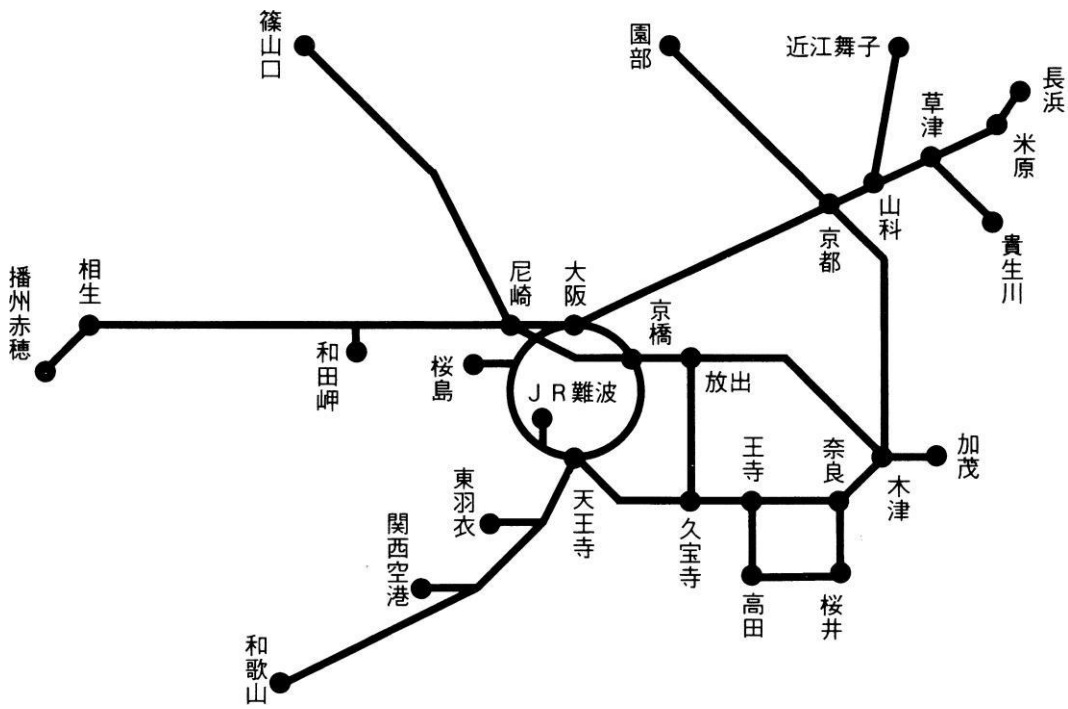 篠山口
園部
近江舞子
長浜
草津
米原
山科
京都
貴生川
播州赤穂
相生
尼崎
大阪
京橋
和田岬
桜島
JR難波
放出
王寺
奈良
加茂
木津
東羽衣
天王寺
久宝寺
関西空港
高田
桜井
和歌山